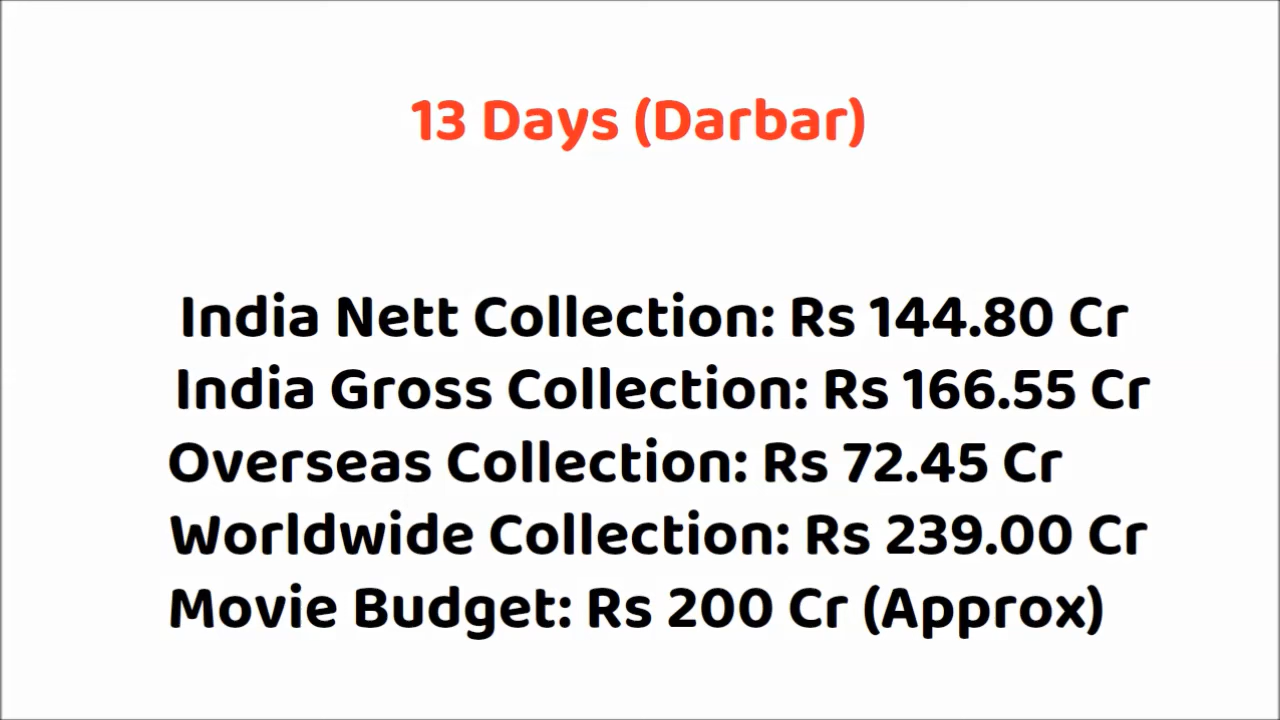 13 Days (Darbar)
India Nett Collection: Rs 144.80 Cr
India Gross Collection: Rs 166.55 Cr
Overseas Collection: Rs 72.45 Cr
Worldwide Collection: Rs 239.00 Cr
Movie Budget: Rs 200 Cr (Approx)